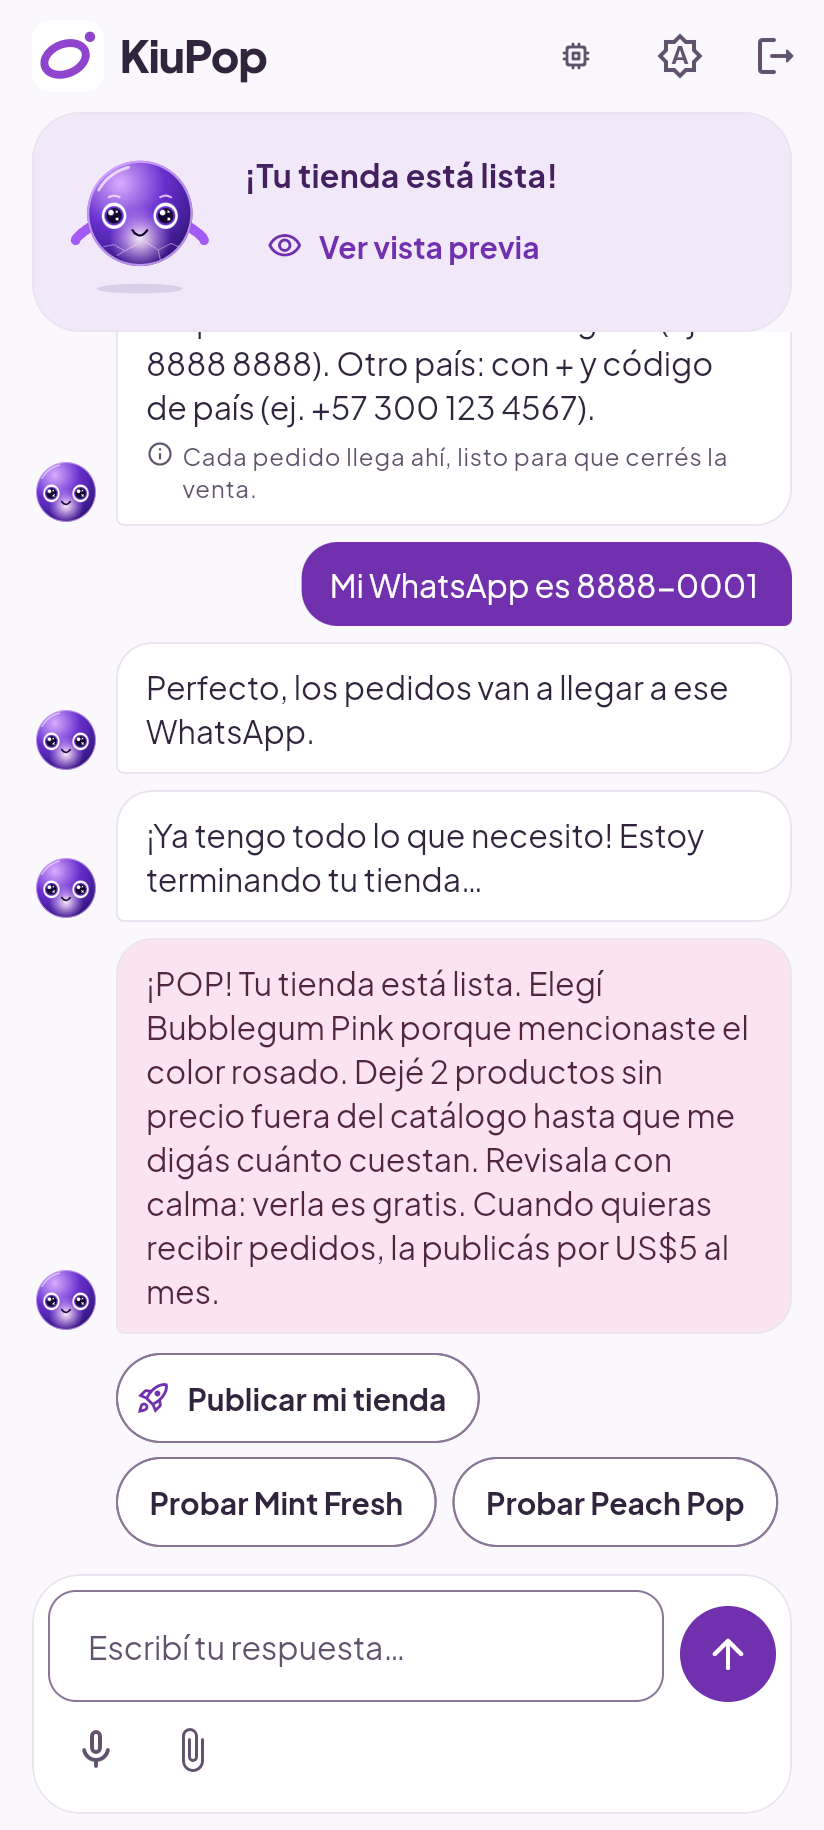 KiuPop
A
¡Tu tienda está lista!
Ver vista previa
8888 8888). Otro país: con + y código
de país (ej. +57 300 123 4567).
Cada pedido llega ahí, listo para que cerrés la
venta.
Mi WhatsApp es 8888-0001
Perfecto, los pedidos van a llegar a ese
WhatsApp.
¡Ya tengo todo lo que necesito! Estoy
terminando tu tienda...
¡POP! Tu tienda está lista. Elegí
Bubblegum Pink porque mencionaste el
color rosado. Dejé 2 productos sin
precio fuera del catálogo hasta que me
digás cuánto cuestan. Revisala con
calma: verla es gratis. Cuando quieras
recibir pedidos, la publicás por US$5 al
mes.
Publicar mi tienda
Probar Mint Fresh
Probar Peach Pop
Escribí tu respuesta...